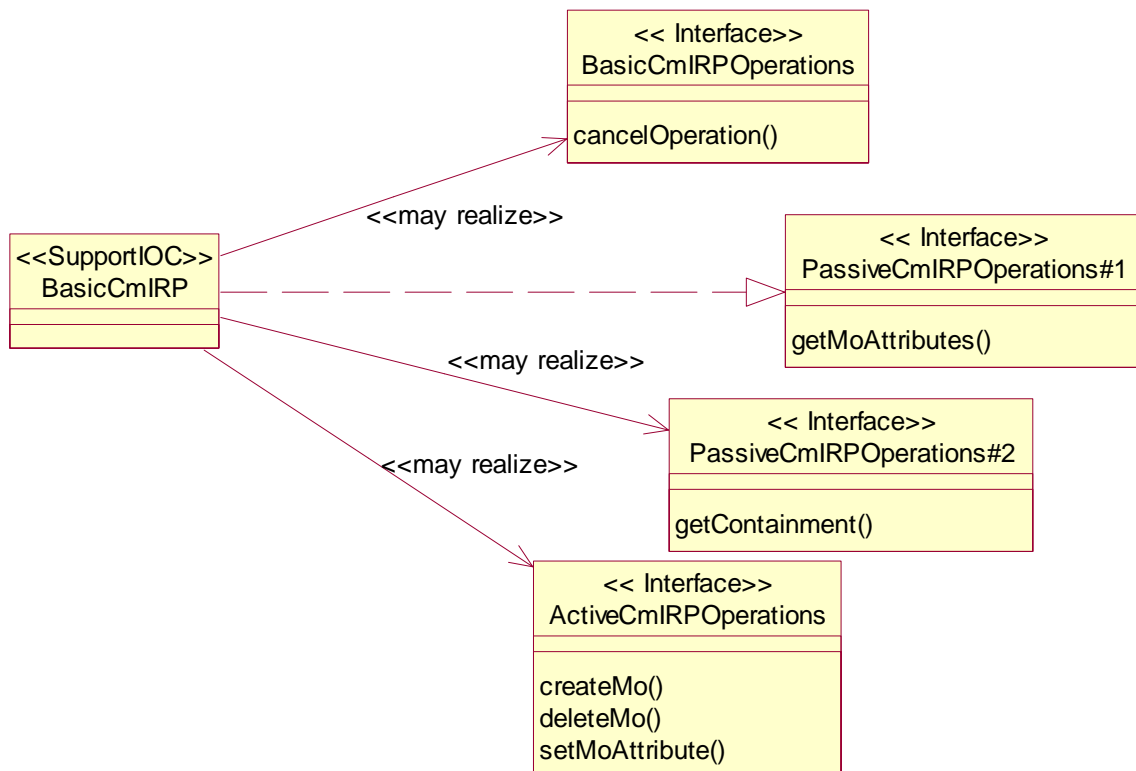 << Interface>>
BasicCmIRPOperations
cancelOperation()
<<may realize>>
<<SupportIOC>>
BasicCmIRP
<< Interface>>
PassiveCmIRPOperations#1
getMoAttributes()
<<may realize>>
<< Interface>>
PassiveCmIRPOperations#2
getContainment()
<<may realize>>
<< Interface>>
ActiveCmIRPOperations
createMo()
deleteMo()
setMoAttribute()